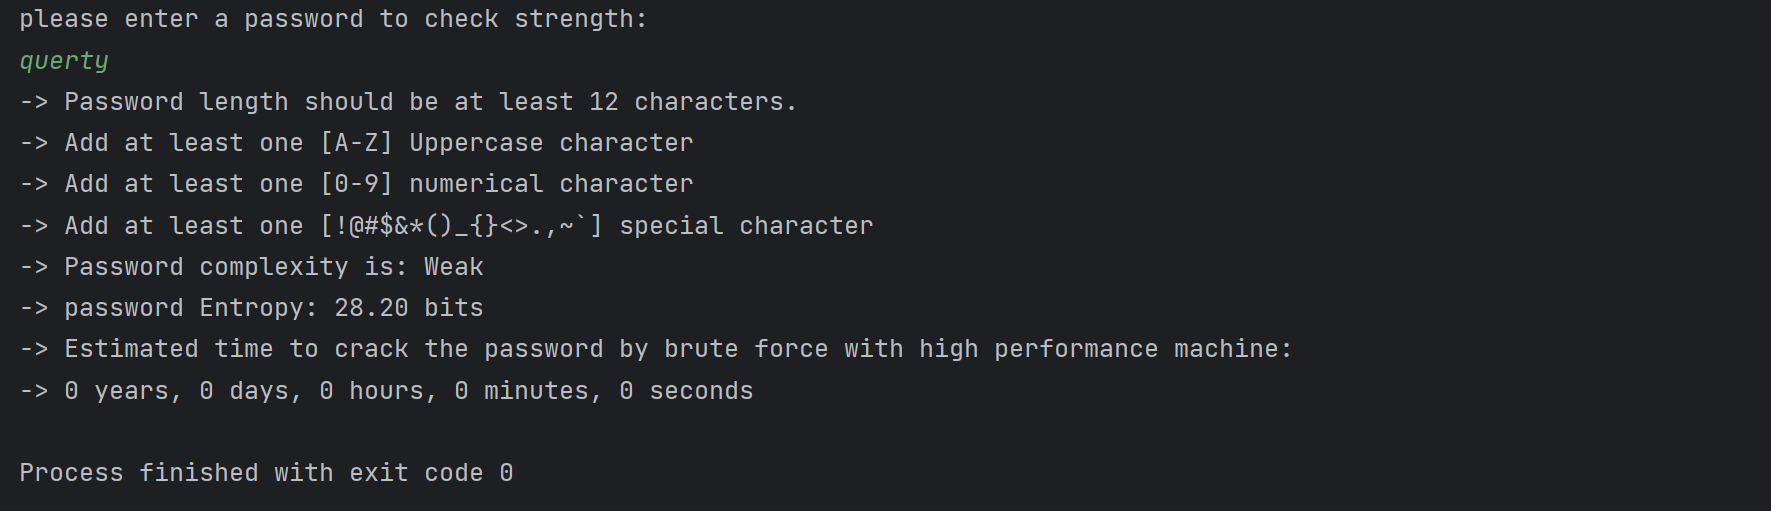 please enter a password to check strength:
querty
-> Password length should be at least 12 characters.
-> Add at least one [A-Z] Uppercase character
-> Add at least one [0-9] numerical character
-> Add at least one [!@#$&*()_{}<>.,~`] special character
-> Password complexity is: Weak
-> password Entropy: 28.20 bits
-> Estimated time to crack the password by brute force with high performance machine:
-> 0 years, 0 days, 0 hours, 0 minutes, 0 seconds
Process finished with exit code 0